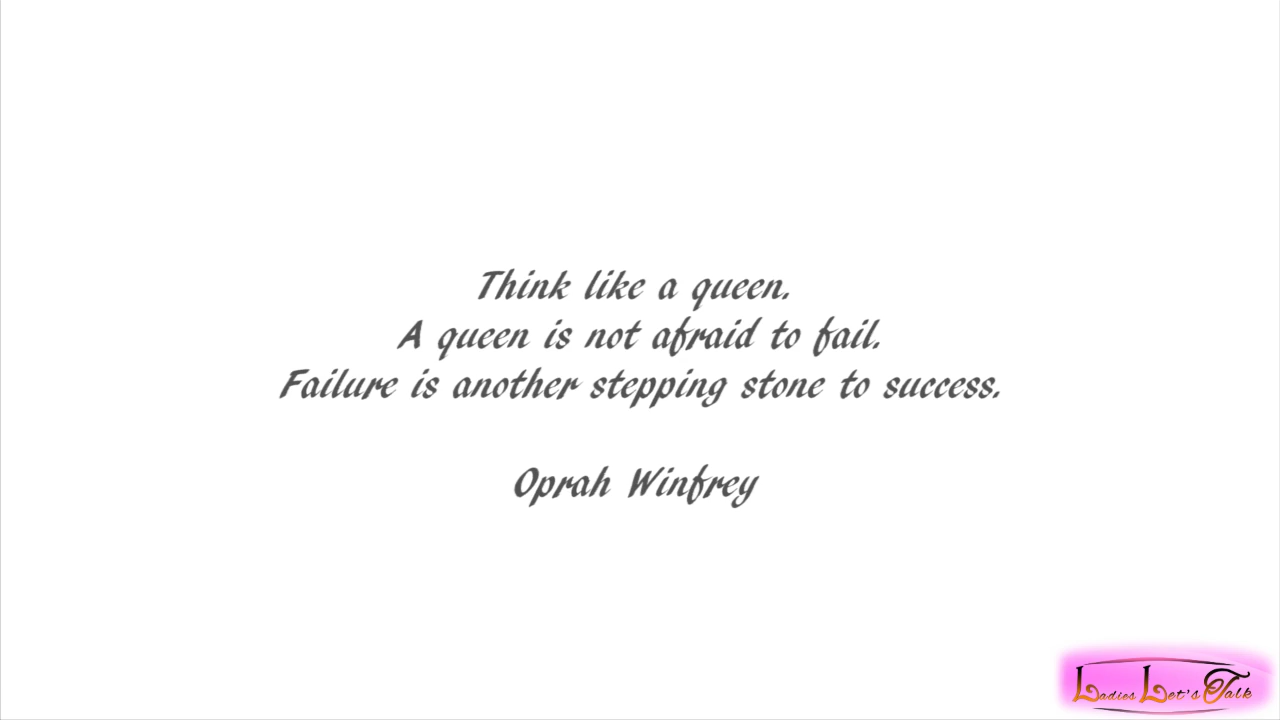 Think like a queen.
A queen is not afraid to fail.
Failure is another stepping stone to success.
Oprah Winfrey
Ladies Let's Talk